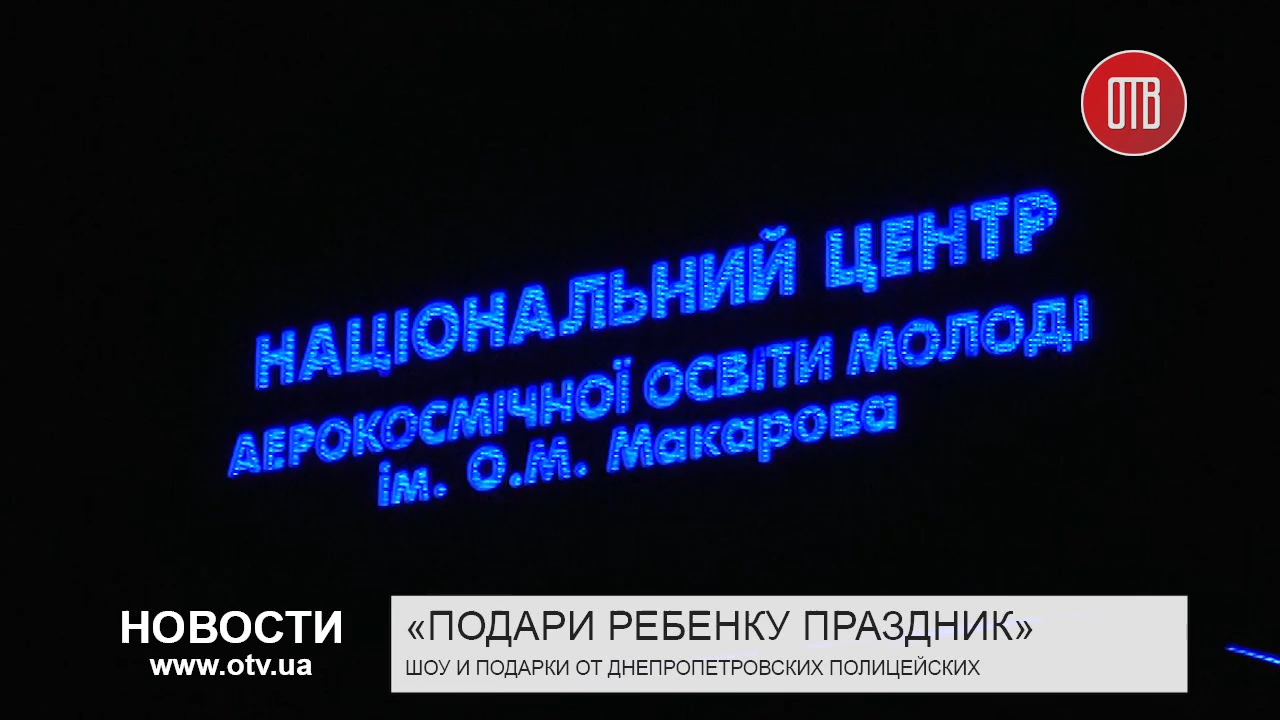 ОТВ
НАЦІОНАЛЬНИЙ ЦЕНТР
АЕРОКОСМІЧНОЇ ОСВІТИ МОЛОДІ
ім. О.М. Макарова
НОВОСТИ
www.otv.ua
«ПОДАРИ РЕБЕНКУ ПРАЗДНИК»
ШОУ И ПОДАРКИ ОТ ДНЕПРОПЕТРОВСКИХ ПОЛИЦЕЙСКИХ